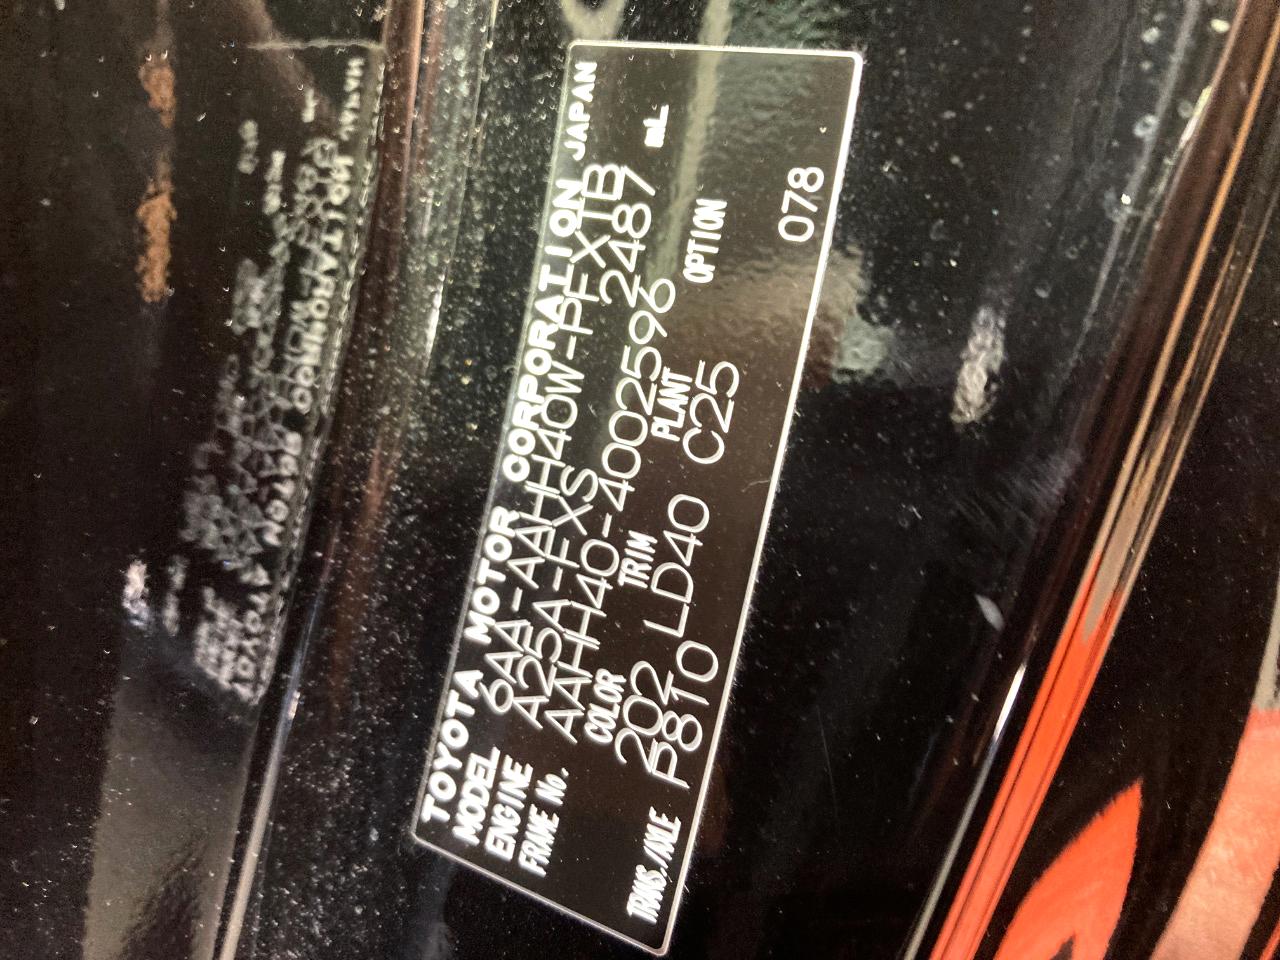 TOYOTA MOTOR CORPORATION JAPAN
MODEL 6AA-AAHH40W-PFXTB
ENGINE A25A-FXS 2487 mL
FRAME No. AAHH40-4002596
COLOR TRIM PLANT OPTION
202 LD40 C25 078
TRANS./AXLE P810